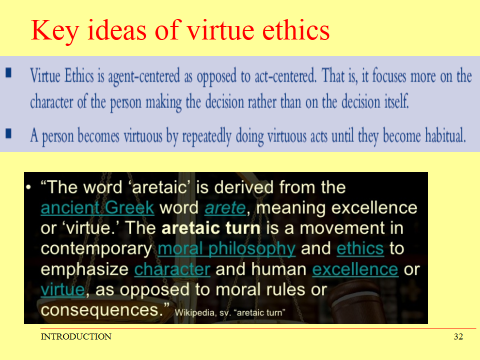 Key ideas of virtue ethics
Virtue Ethics is agent-centered as opposed to act-centered. That is, it focuses more on the
character of the person making the decision rather than on the decision itself.
A person becomes virtuous by repeatedly doing virtuous acts until they become habitual.
• “The word ‘aretaic’ is derived from the
ancient Greek word arete, meaning excellence
or ‘virtue.’ The aretaic turn is a movement in
contemporary moral philosophy and ethics to
emphasize character and human excellence or
virtue, as opposed to moral rules or
consequences.” Wikipedia, sv. “aretaic turn”
INTRODUCTION 32